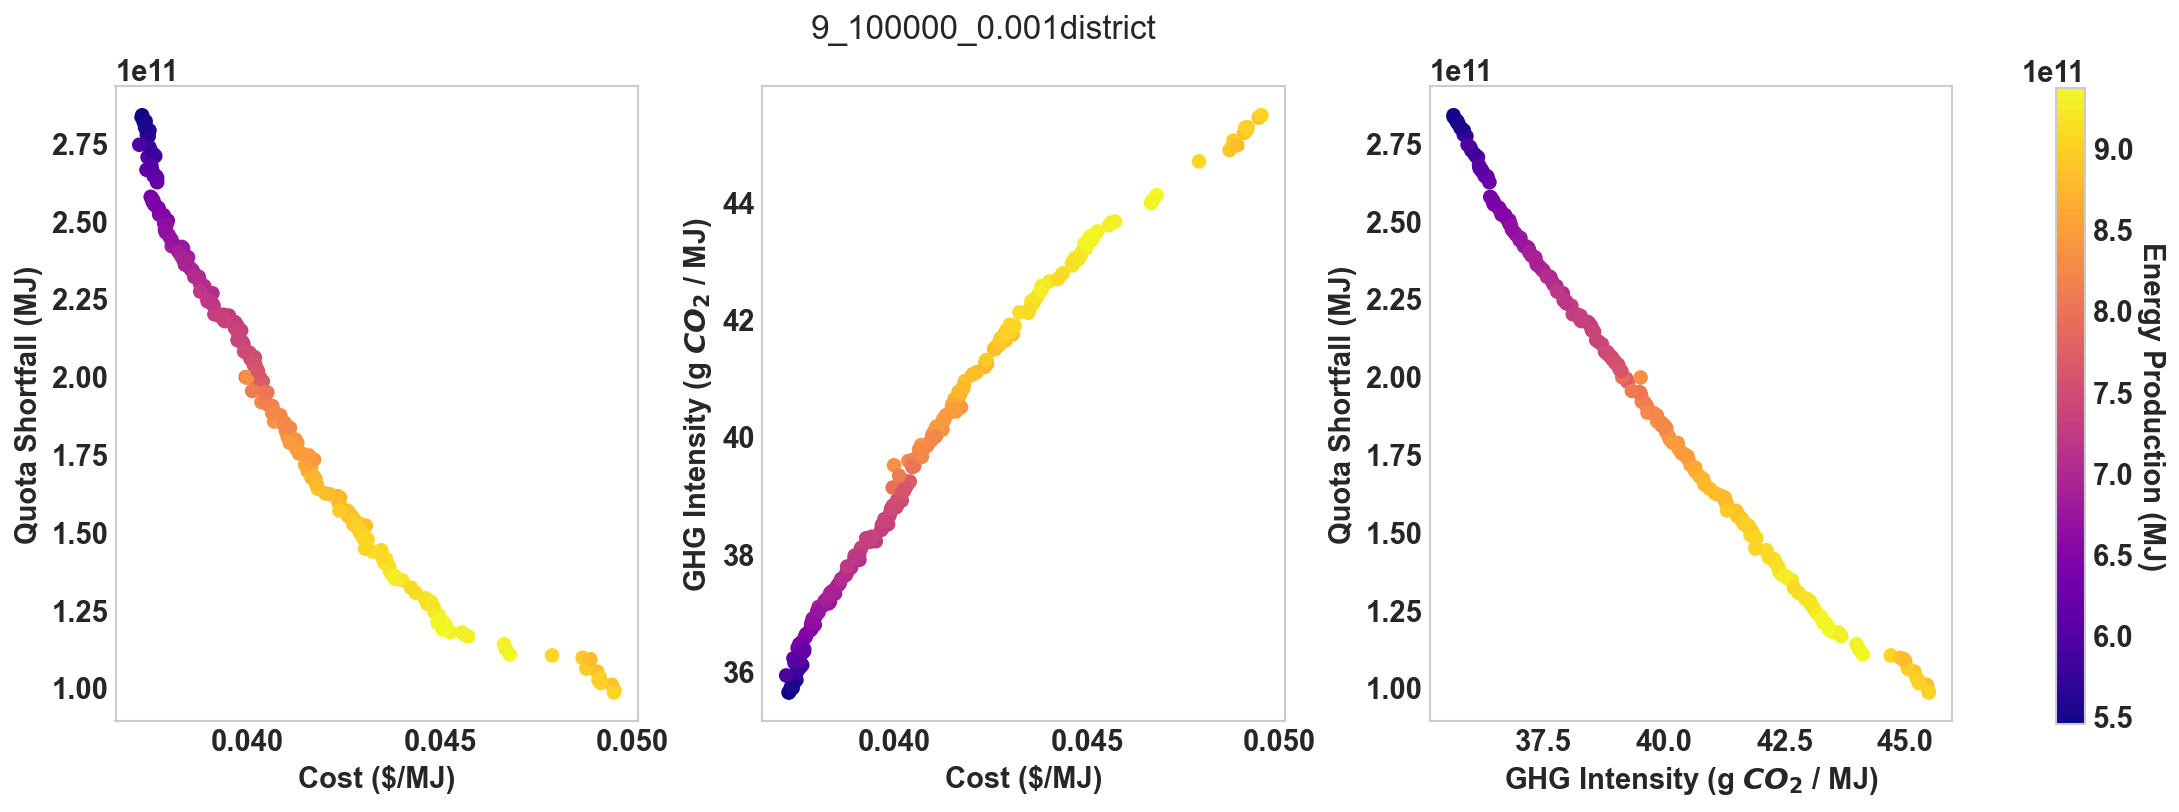 9_100000_0.001district
1e11
2.75
2.50
2.25
2.00
1.75
1.50
1.25
1.00
Quota Shortfall (MJ)
0.040 0.045 0.050
Cost ($/MJ)
44
42
40
38
36
GHG Intensity (g CO₂ / MJ)
0.040 0.045 0.050
Cost ($/MJ)
1e11
2.75
2.50
2.25
2.00
1.75
1.50
1.25
1.00
Quota Shortfall (MJ)
37.5 40.0 42.5 45.0
GHG Intensity (g CO₂ / MJ)
1e11
9.0
8.5
8.0
7.5
7.0
6.5
6.0
5.5
Energy Production (MJ)